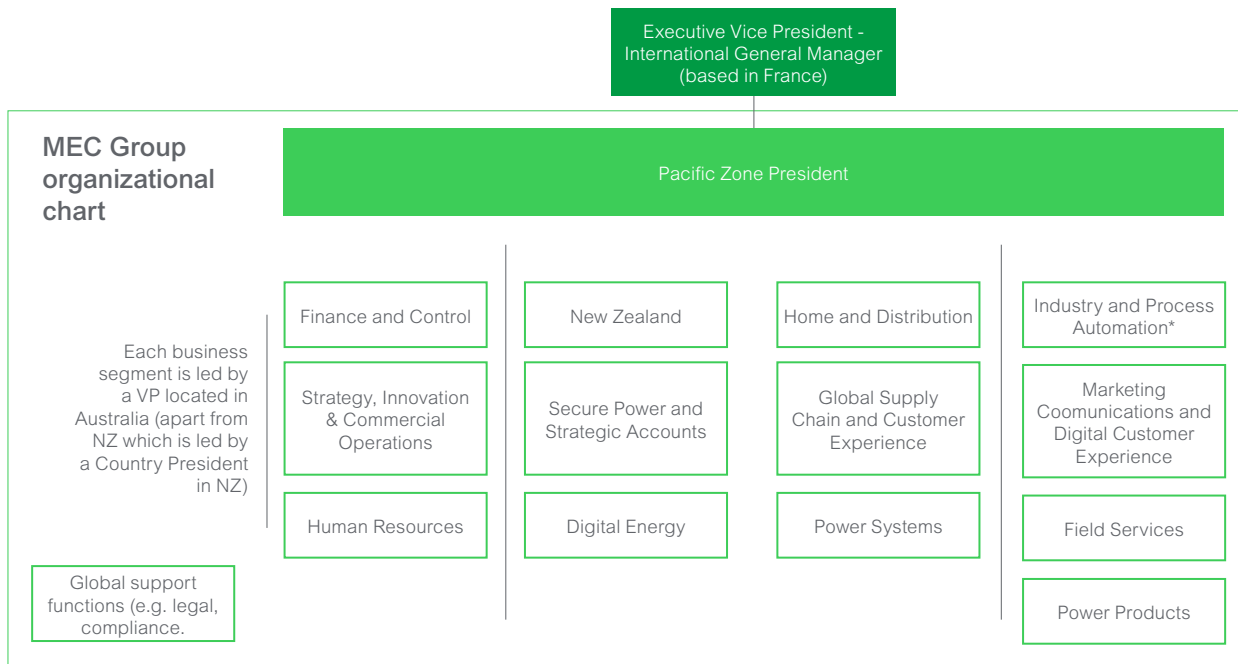 Executive Vice President -
International General Manager
(based in France)
MEC Group
organizational
chart
Pacific Zone President
Each business
segment is led by
a VP located in
Australia (apart from
NZ which is led by
a Country President
in NZ)
Finance and Control
Strategy, Innovation
& Commercial
Operations
Human Resources
New Zealand
Secure Power and
Strategic Accounts
Digital Energy
Home and Distribution
Global Supply
Chain and Customer
Experience
Power Systems
Industry and Process
Automation*
Marketing
Coomunications and
Digital Customer
Experience
Field Services
Power Products
Global support
functions (e.g. legal,
compliance.